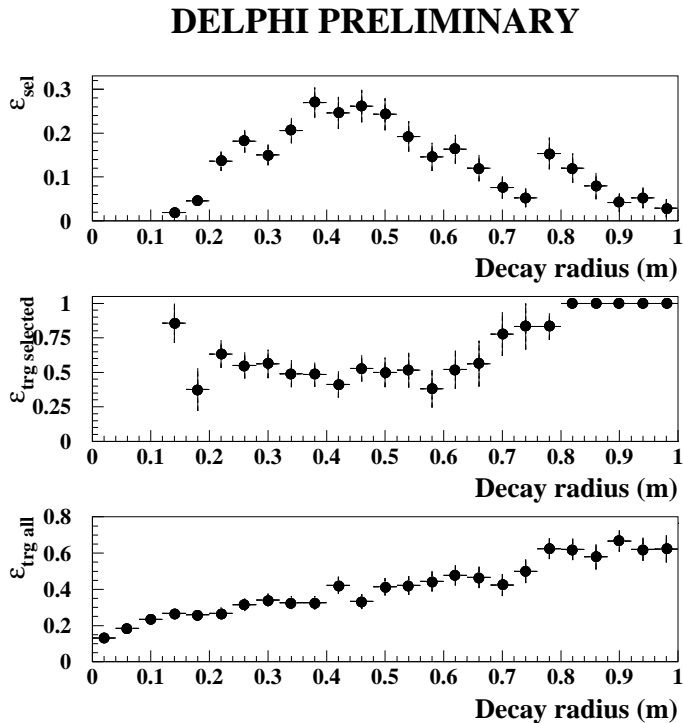 DELPHI PRELIMINARY
ε_sel
0.3
0.2
0.1
0
0 0.1 0.2 0.3 0.4 0.5 0.6 0.7 0.8 0.9 1
Decay radius (m)
ε_trg selected
1
0.75
0.5
0.25
0
0 0.1 0.2 0.3 0.4 0.5 0.6 0.7 0.8 0.9 1
Decay radius (m)
ε_trg all
0.8
0.6
0.4
0.2
0
0 0.1 0.2 0.3 0.4 0.5 0.6 0.7 0.8 0.9 1
Decay radius (m)